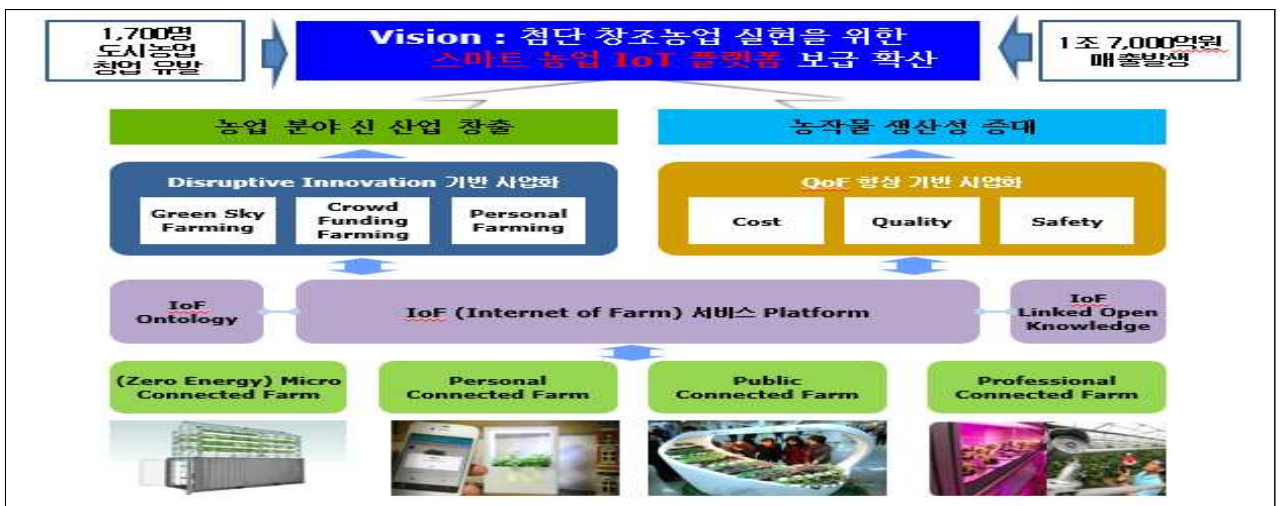 1,700명
도시농업
창업 유발
Vision : 첨단 창조농업 실현을 위한
스마트 농업 IoT 플랫폼 보급 확산
1조 7,000억원
매출발생
농업 분야 신 산업 창출
농작물 생산성 증대
Disruptive Innovation 기반 사업화
Green Sky
Farming
Crowd
Funding
Farming
Personal
Farming
QoF 향상 기반 사업화
Cost
Quality
Safety
IoF
Ontology
IoF (Internet of Farm) 서비스 Platform
IoF
Linked Open
Knowledge
(Zero Energy) Micro
Connected Farm
Personal
Connected Farm
Public
Connected Farm
Professional
Connected Farm